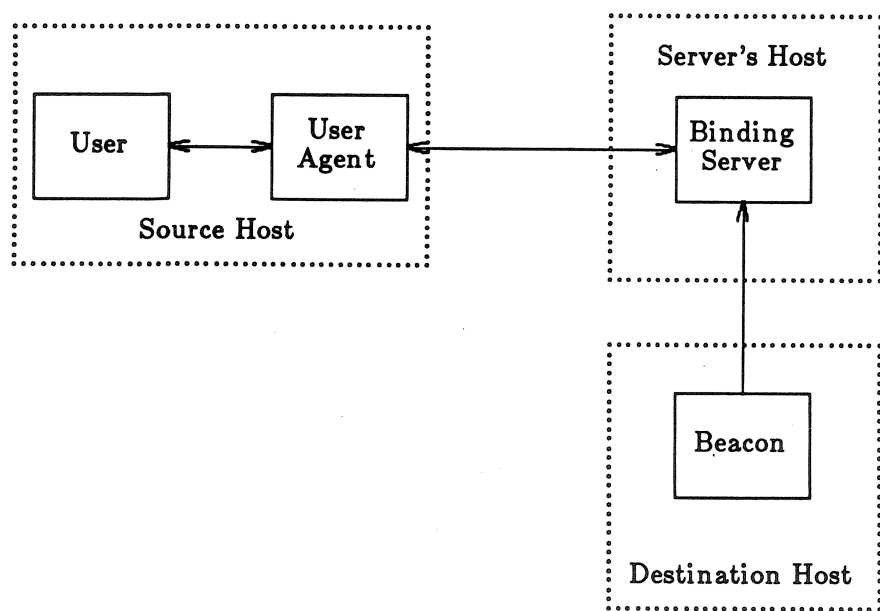 Server's Host
User
User
Agent
Binding
Server
Source Host
Beacon
Destination Host